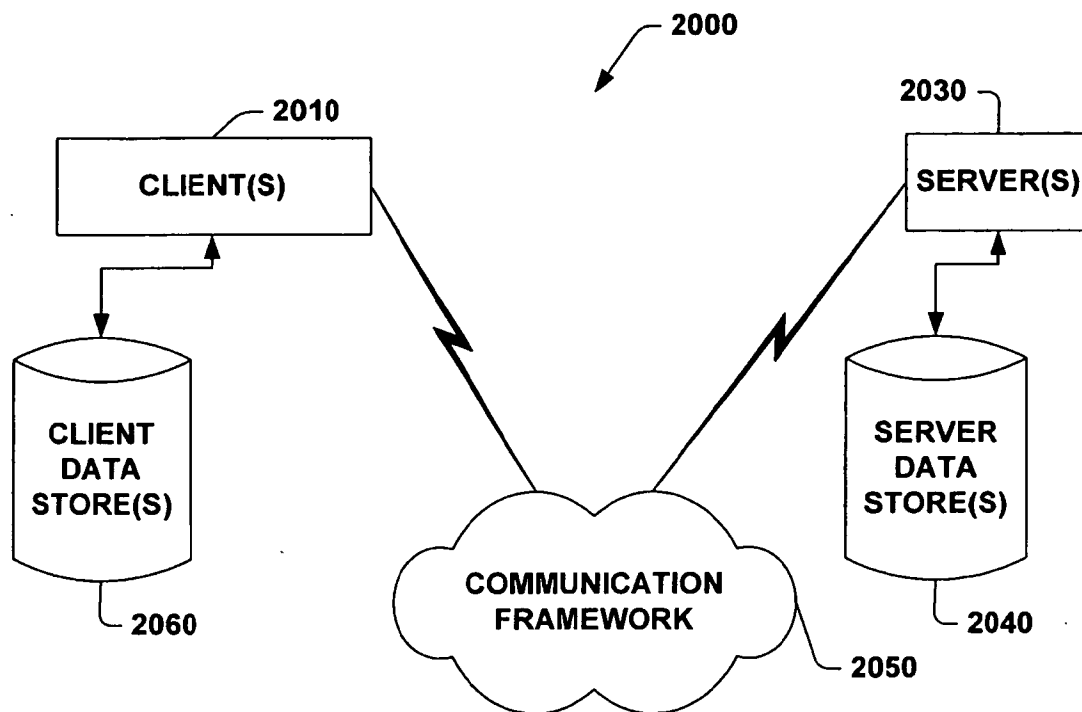 2000
2010
CLIENT(S)
2030
SERVER(S)
CLIENT
DATA
STORE(S)
2060
SERVER
DATA
STORE(S)
2040
COMMUNICATION
FRAMEWORK
2050